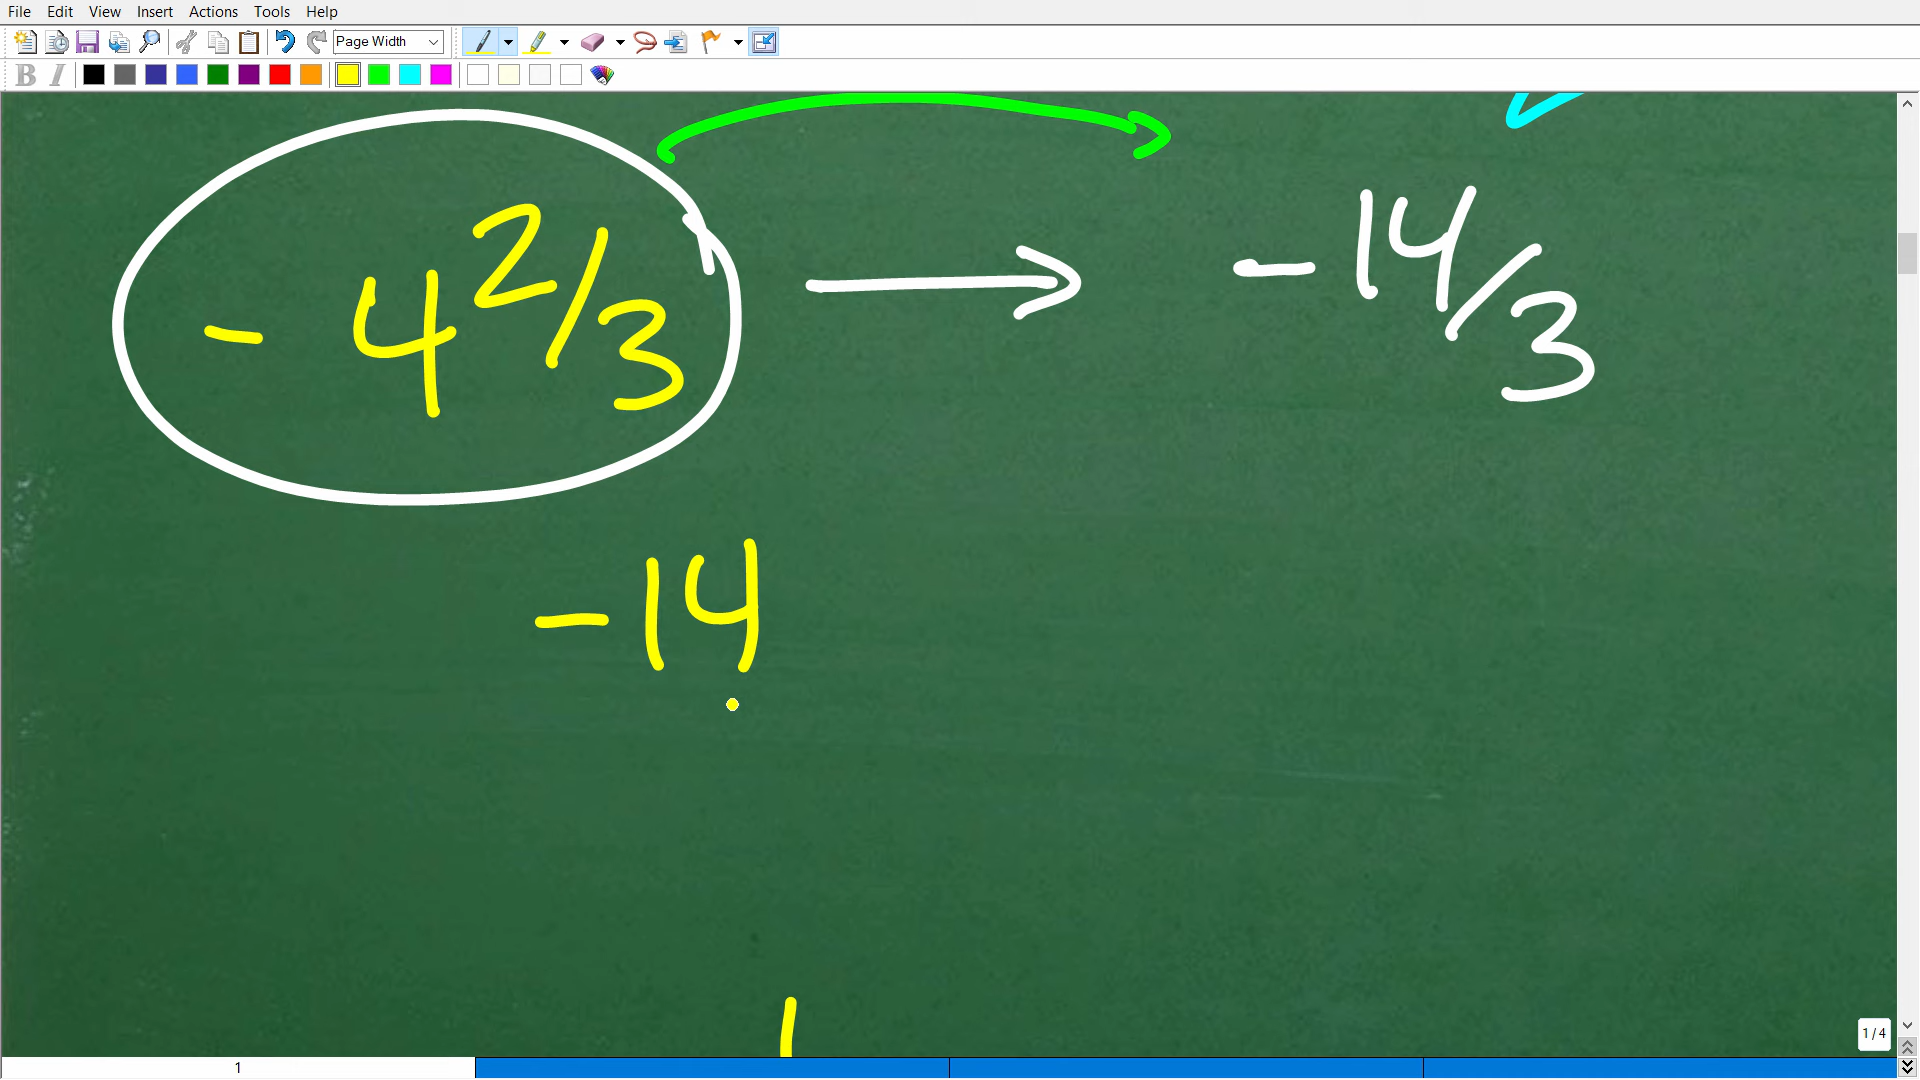 File Edit View Insert Actions Tools Help
Page Width
B I
- 4 2/3 → - 14/3
- 14
1 / 4
1